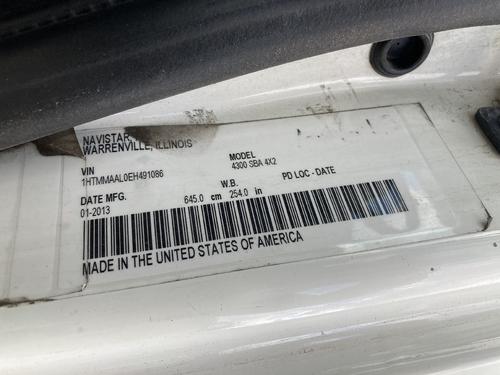 NAVISTAR
WARRENVILLE, ILLINOIS
VIN MODEL
1HTMMAAL0EH491086 4300 SBA 4X2
DATE MFG. W.B. PD LOC - DATE
01-2013 645.0 cm 254.0 in
MADE IN THE UNITED STATES OF AMERICA